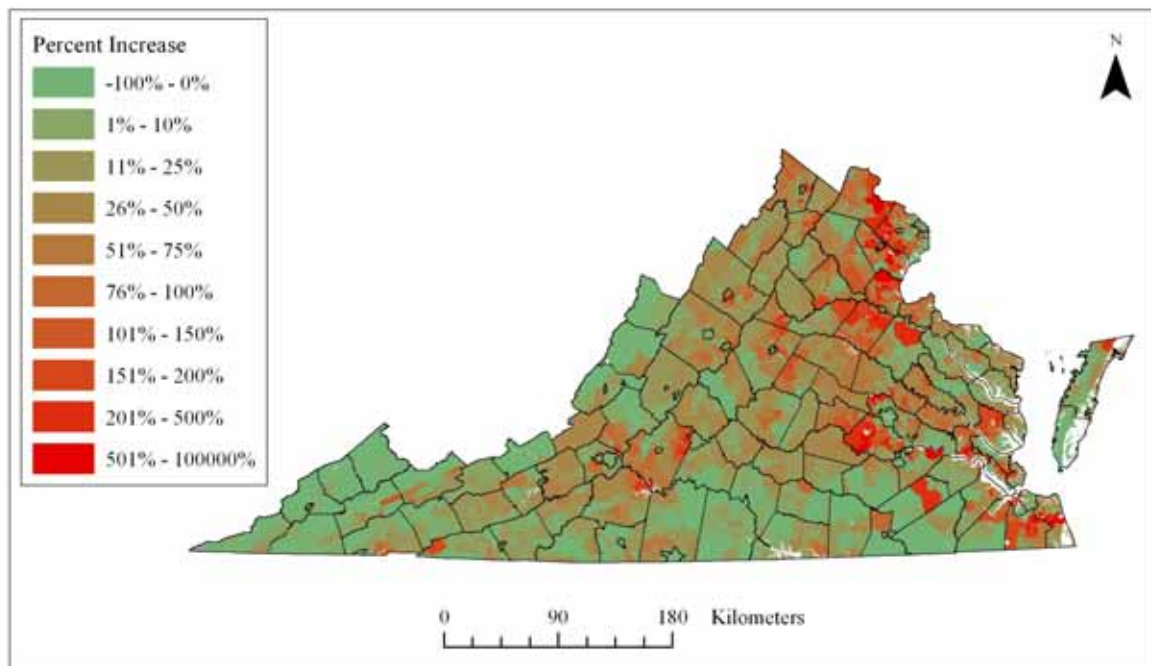 Percent Increase
-100% - 0%
1% - 10%
11% - 25%
26% - 50%
51% - 75%
76% - 100%
101% - 150%
151% - 200%
201% - 500%
501% - 100000%
N
0 90 180 Kilometers